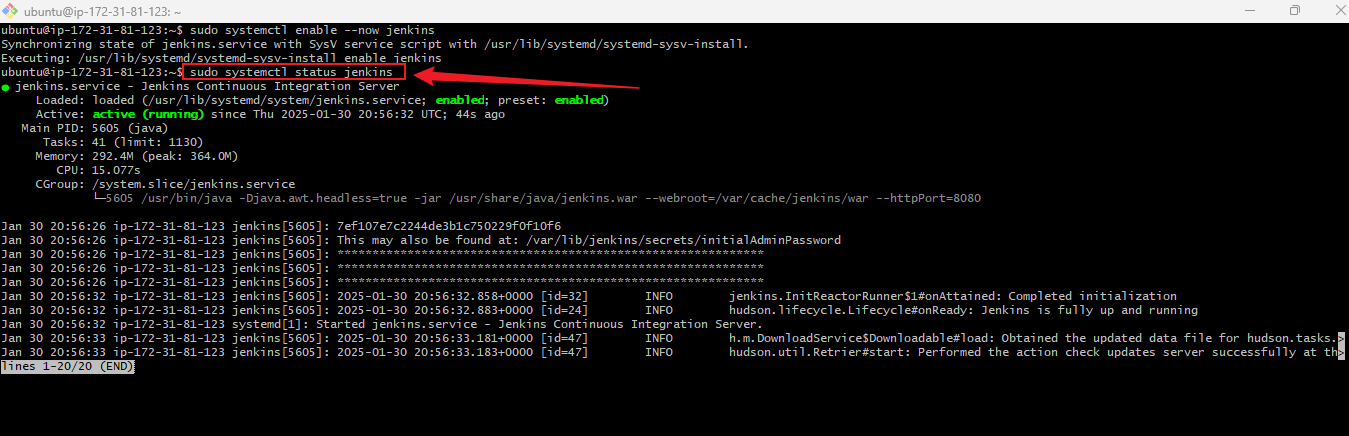 ubuntu@ip-172-31-81-123: ~
ubuntu@ip-172-31-81-123:~$ sudo systemctl enable --now jenkins
Synchronizing state of jenkins.service with SysV service script with /usr/lib/systemd/systemd-sysv-install.
Executing: /usr/lib/systemd/systemd-sysv-install enable jenkins
ubuntu@ip-172-31-81-123:~$ sudo systemctl status jenkins
● jenkins.service - Jenkins Continuous Integration Server
Loaded: loaded (/usr/lib/systemd/system/jenkins.service; enabled; preset: enabled)
Active: active (running) since Thu 2025-01-30 20:56:32 UTC; 44s ago
Main PID: 5605 (java)
Tasks: 41 (limit: 1130)
Memory: 292.4M (peak: 364.0M)
CPU: 15.077s
CGroup: /system.slice/jenkins.service
└─5605 /usr/bin/java -Djava.awt.headless=true -jar /usr/share/java/jenkins.war --webroot=/var/cache/jenkins/war --httpPort=8080
Jan 30 20:56:26 ip-172-31-81-123 jenkins[5605]: 7ef107e7c2244de3b1c750229f0f10f6
Jan 30 20:56:26 ip-172-31-81-123 jenkins[5605]: This may also be found at: /var/lib/jenkins/secrets/initialAdminPassword
Jan 30 20:56:26 ip-172-31-81-123 jenkins[5605]: *************************************************************
Jan 30 20:56:26 ip-172-31-81-123 jenkins[5605]: *************************************************************
Jan 30 20:56:26 ip-172-31-81-123 jenkins[5605]: *************************************************************
Jan 30 20:56:32 ip-172-31-81-123 jenkins[5605]: 2025-01-30 20:56:32.858+0000 [id=32] INFO jenkins.InitReactorRunner$1#onAttained: Completed initialization
Jan 30 20:56:32 ip-172-31-81-123 jenkins[5605]: 2025-01-30 20:56:32.883+0000 [id=24] INFO hudson.lifecycle.Lifecycle#onReady: Jenkins is fully up and running
Jan 30 20:56:32 ip-172-31-81-123 systemd[1]: Started jenkins.service - Jenkins Continuous Integration Server.
Jan 30 20:56:33 ip-172-31-81-123 jenkins[5605]: 2025-01-30 20:56:33.181+0000 [id=47] INFO h.m.DownloadService$Downloadable#load: Obtained the updated data file for hudson.tasks.>
Jan 30 20:56:33 ip-172-31-81-123 jenkins[5605]: 2025-01-30 20:56:33.183+0000 [id=47] INFO hudson.util.Retrier#start: Performed the action check updates server successfully at th>
lines 1-20/20 (END)